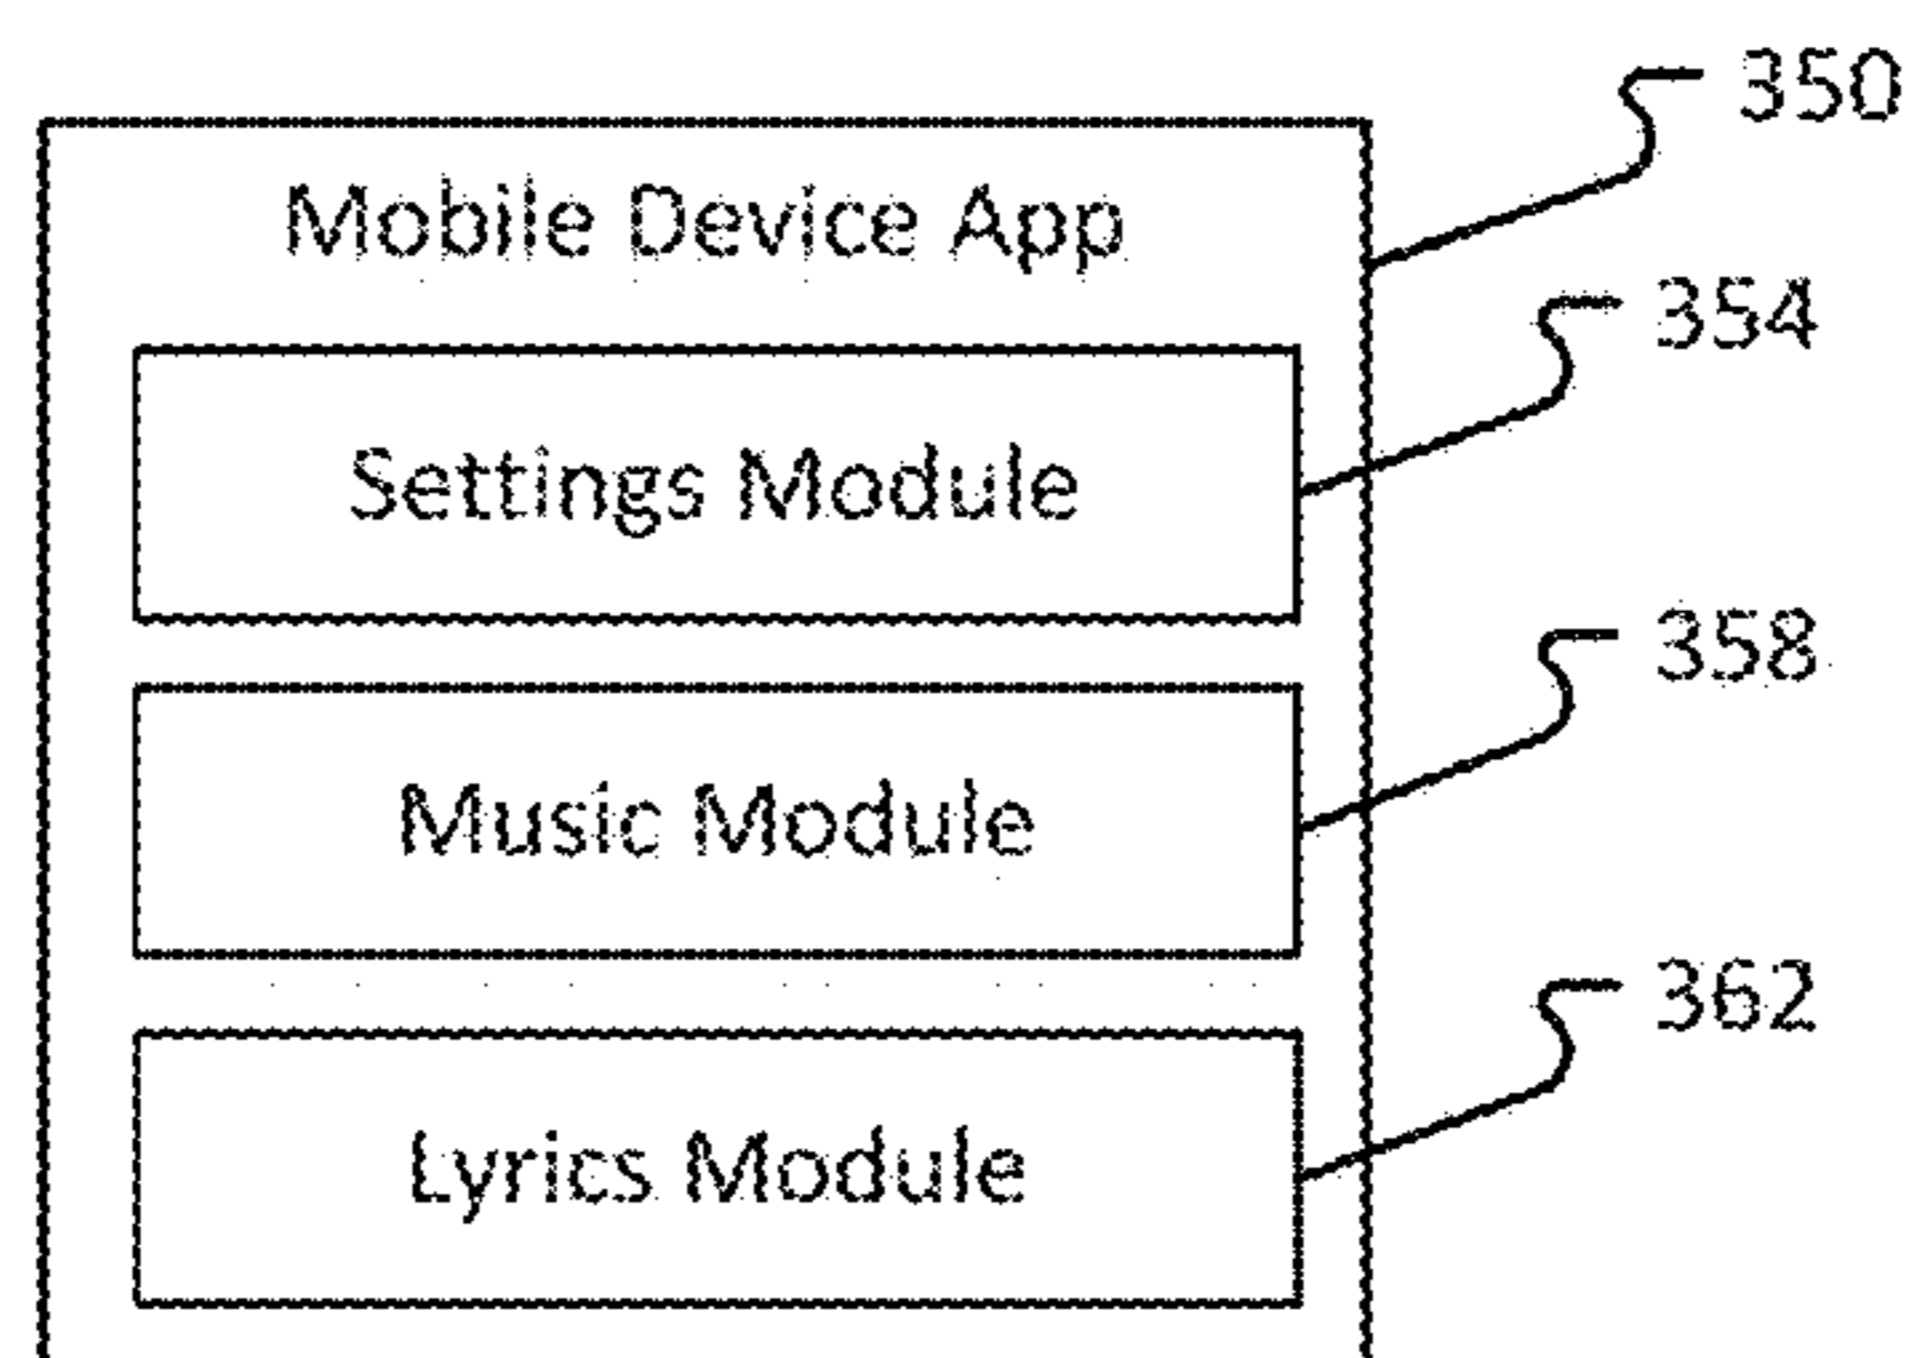 350
Mobile Device App
354
Settings Module
358
Music Module
362
Lyrics Module